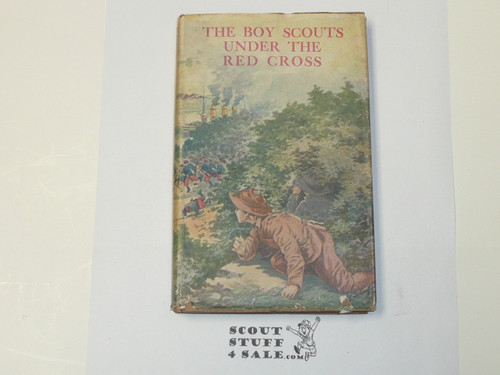 THE BOY SCOUTS
UNDER THE
RED CROSS
SCOUT
STUFF
4 SALE.com